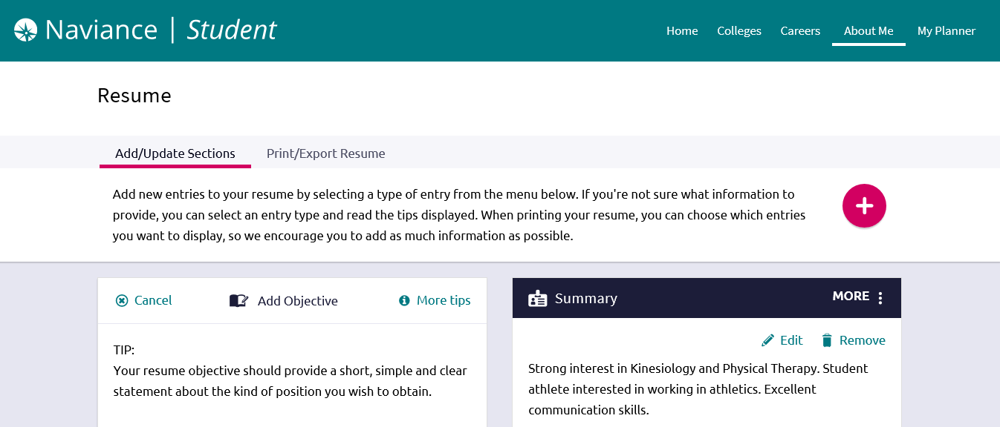 Naviance | Student
Home Colleges Careers About Me My Planner
Resume
Add/Update Sections Print/Export Resume
Add new entries to your resume by selecting a type of entry from the menu below. If you're not sure what information to
provide, you can select an entry type and read the tips displayed. When printing your resume, you can choose which entries
you want to display, so we encourage you to add as much information as possible.
Cancel Add Objective More tips
TIP:
Your resume objective should provide a short, simple and clear
statement about the kind of position you wish to obtain.
Summary MORE
Edit Remove
Strong interest in Kinesiology and Physical Therapy. Student
athlete interested in working in athletics. Excellent
communication skills.